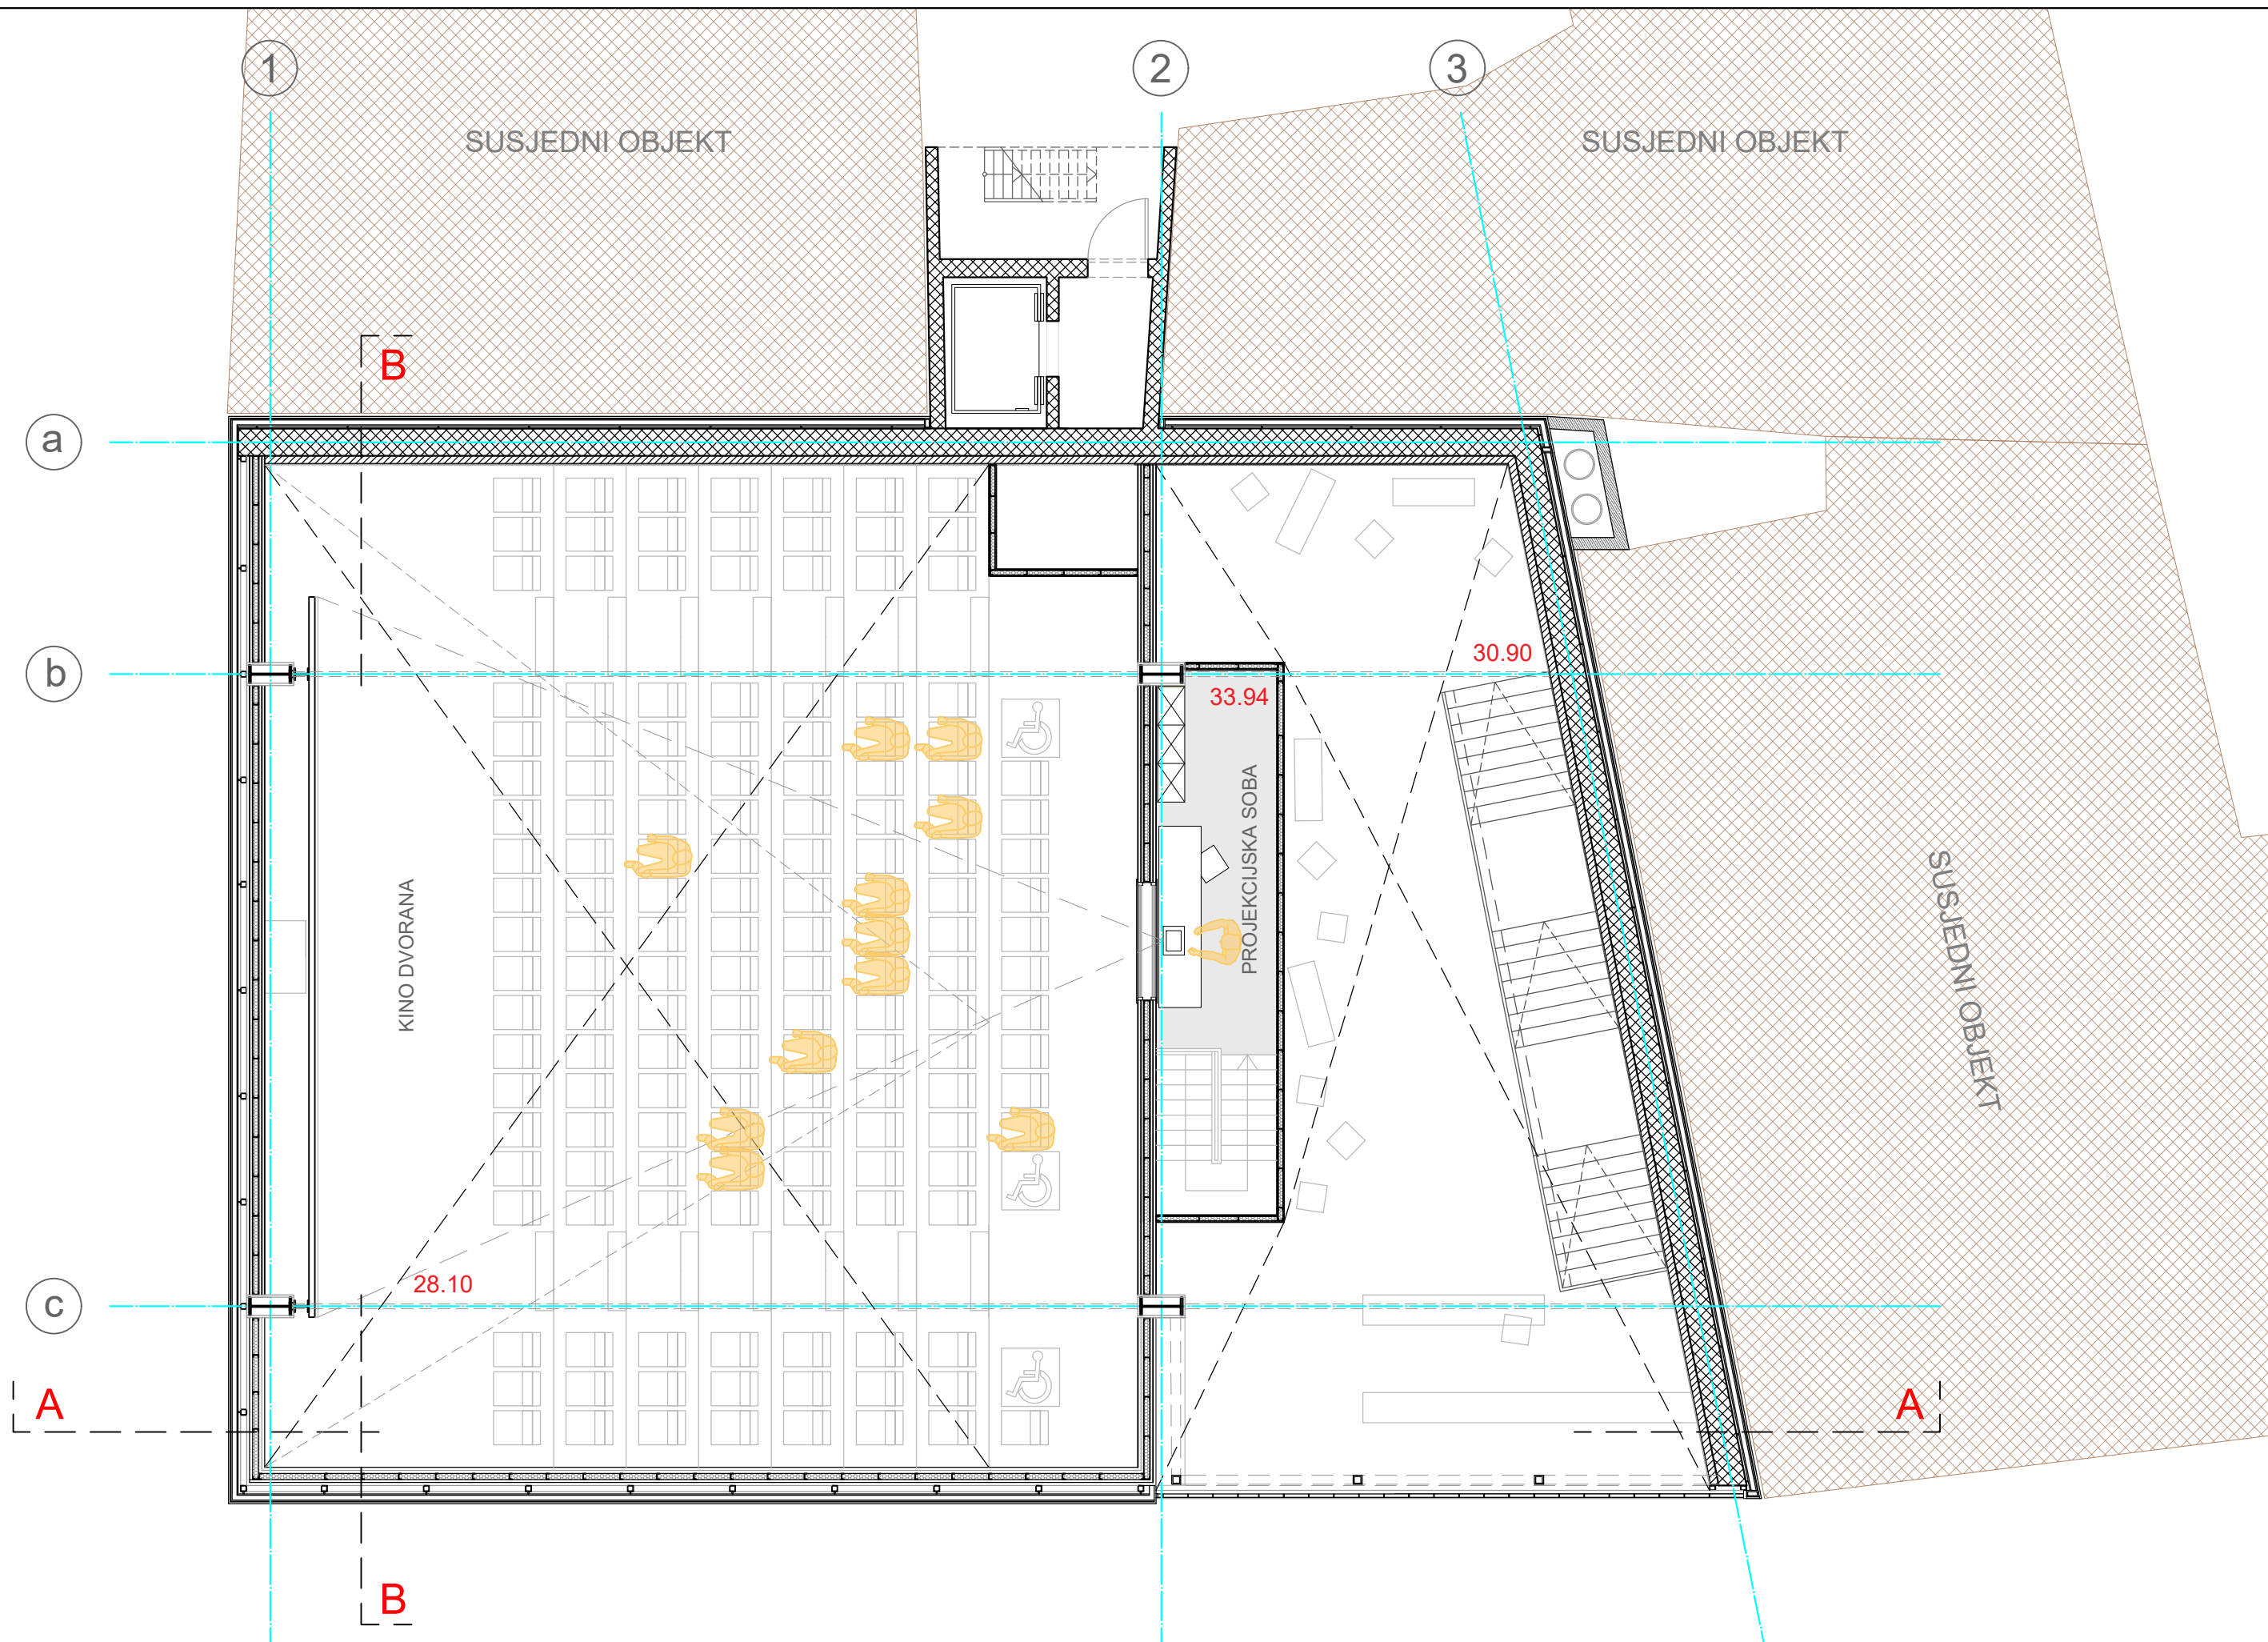 1
2
3
SUSJEDNI OBJEKT
SUSJEDNI OBJEKT
B
a
b
30.90
33.94
PROJEKCIJSKA SOBA
KINO DVORANA
SUSJEDNI OBJEKT
28.10
c
A
A
B